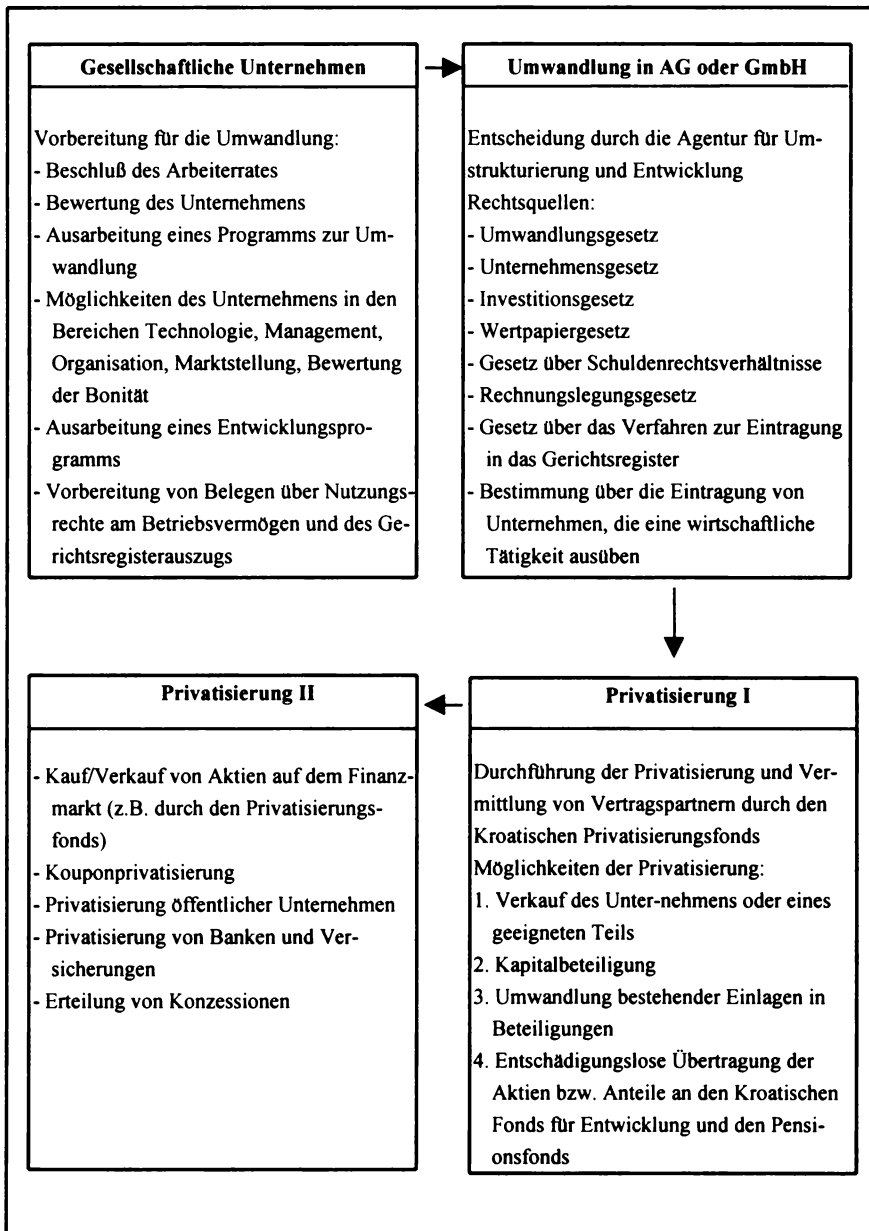 Gesellschaftliche Unternehmen
Vorbereitung für die Umwandlung:
- Beschluß des Arbeiterrates
- Bewertung des Unternehmens
- Ausarbeitung eines Programms zur Um-
wandlung
- Möglichkeiten des Unternehmens in den
Bereichen Technologie, Management,
Organisation, Marktstellung, Bewertung
der Bonität
- Ausarbeitung eines Entwicklungspro-
gramms
- Vorbereitung von Belegen über Nutzungs-
rechte am Betriebsvermögen und des Ge-
richtsregisterauszugs
Umwandlung in AG oder GmbH
Entscheidung durch die Agentur für Um-
strukturierung und Entwicklung
Rechtsquellen:
- Umwandlungsgesetz
- Unternehmensgesetz
- Investitionsgesetz
- Wertpapiergesetz
- Gesetz über Schuldenrechtsverhältnisse
- Rechnungslegungsgesetz
- Gesetz über das Verfahren zur Eintragung
in das Gerichtsregister
- Bestimmung über die Eintragung von
Unternehmen, die eine wirtschaftliche
Tätigkeit ausüben
Privatisierung I
Durchführung der Privatisierung und Ver-
mittlung von Vertragspartnern durch den
Kroatischen Privatisierungsfonds
Möglichkeiten der Privatisierung:
1. Verkauf des Unter-nehmens oder eines
geeigneten Teils
2. Kapitalbeteiligung
3. Umwandlung bestehender Einlagen in
Beteiligungen
4. Entschädigungslose Übertragung der
Aktien bzw. Anteile an den Kroatischen
Fonds für Entwicklung und den Pensi-
onsfonds
Privatisierung II
- Kauf/Verkauf von Aktien auf dem Finanz-
markt (z.B. durch den Privatisierungs-
fonds)
- Kouponprivatisierung
- Privatisierung öffentlicher Unternehmen
- Privatisierung von Banken und Ver-
sicherungen
- Erteilung von Konzessionen